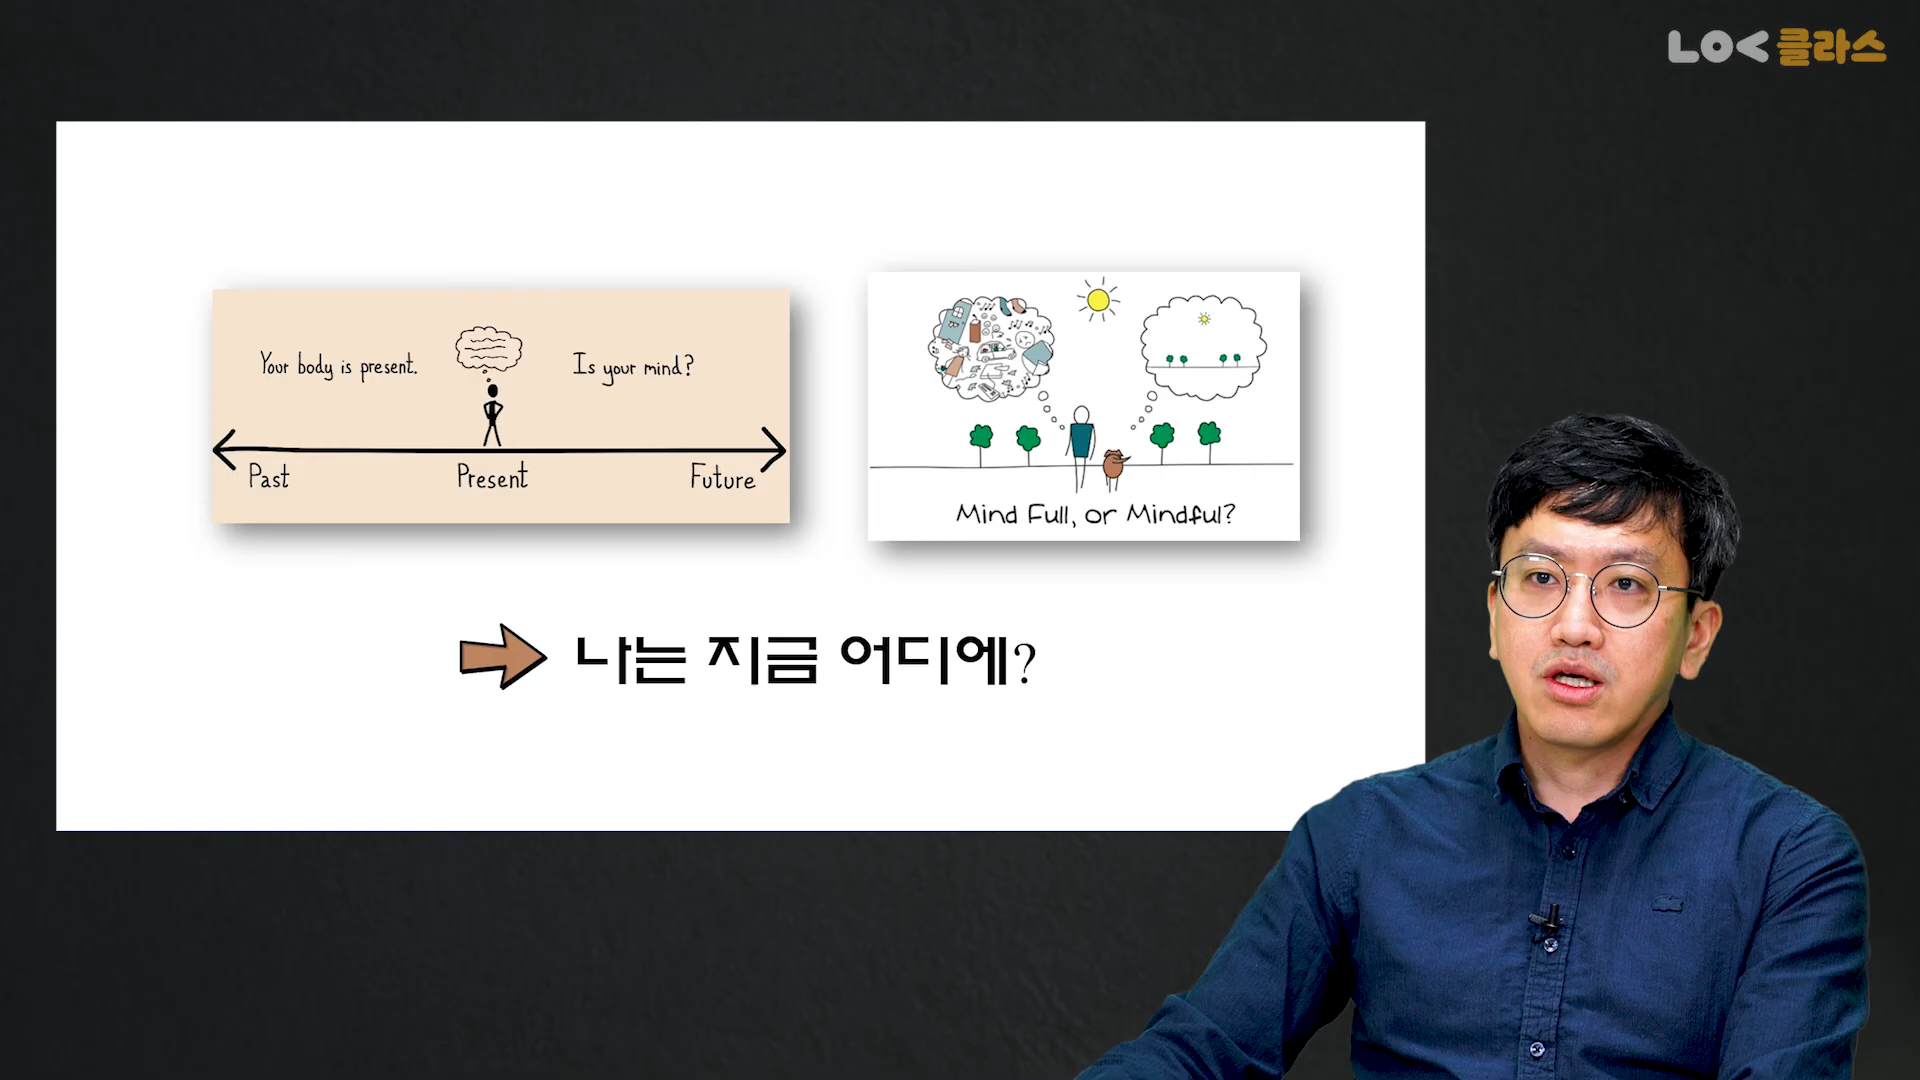 LOC 클라스
Your body is present.
Is your mind?
Past
Present
Future
Mind Full, or Mindful?
나는 지금 어디에?